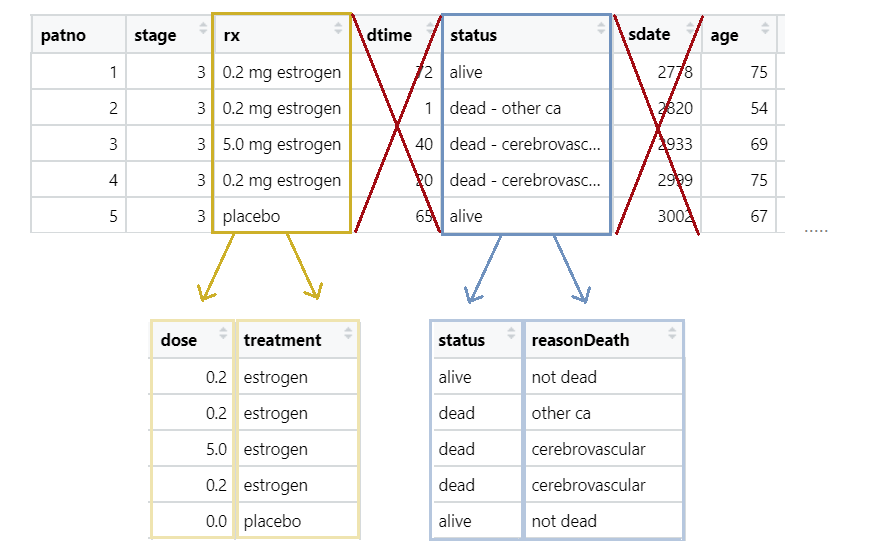 patno stage rx dtime status sdate age
1 3 0.2 mg estrogen 72 alive 2778 75
2 3 0.2 mg estrogen 1 dead - other ca 2820 54
3 3 5.0 mg estrogen 40 dead - cerebrovasc... 2933 69
4 3 0.2 mg estrogen 20 dead - cerebrovasc... 2999 75
5 3 placebo 65 alive 3002 67
.....
dose treatment status reasonDeath
0.2 estrogen alive not dead
0.2 estrogen dead other ca
5.0 estrogen dead cerebrovascular
0.2 estrogen dead cerebrovascular
0.0 placebo alive not dead